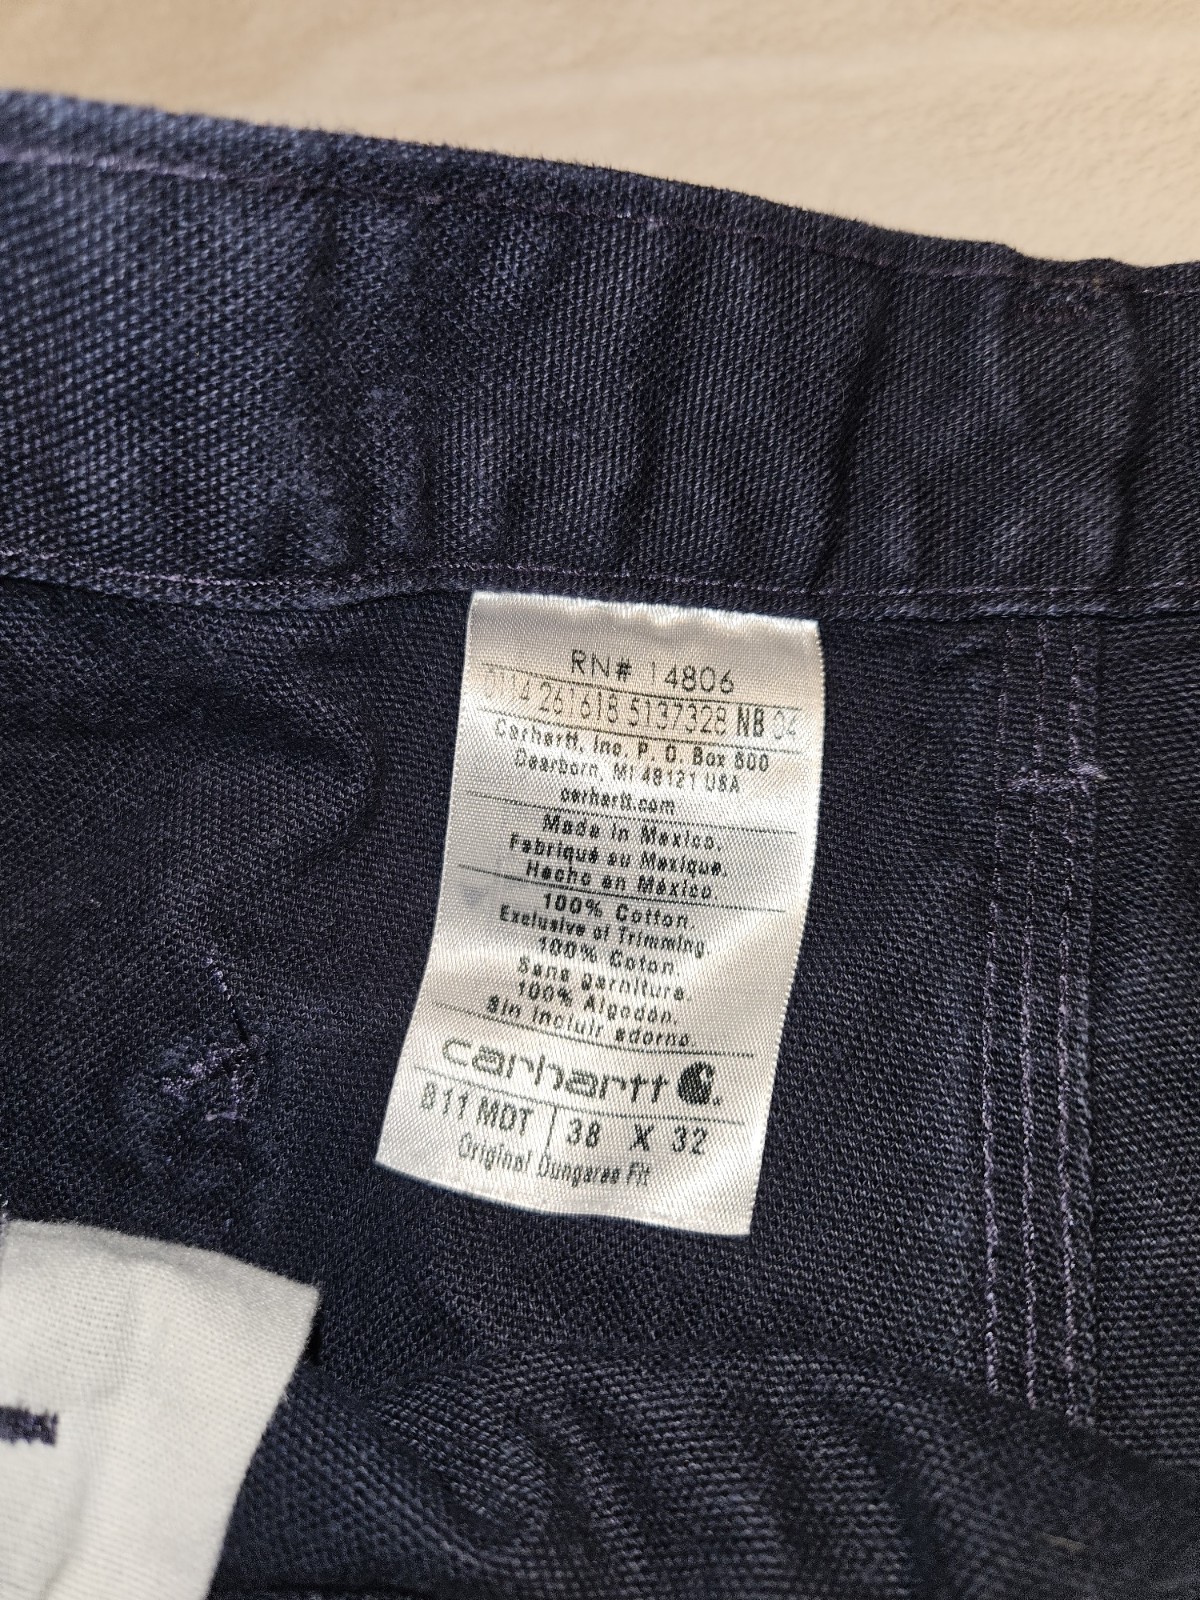 RN# 14806
0114 261618 5137328 NB 04
Carhartt, Inc. P. O. Box 600
Dearborn, MI 48121 USA
carhartt.com
Made in Mexico.
Fabriqué au Mexique.
Hecho en México.
100% Cotton.
Exclusive of Trimming
100% Coton.
Sans garniture.
100% Algodón.
Sin incluir adorno.
carhartt
B11 MDT | 38 X 32
Original Dungaree Fit